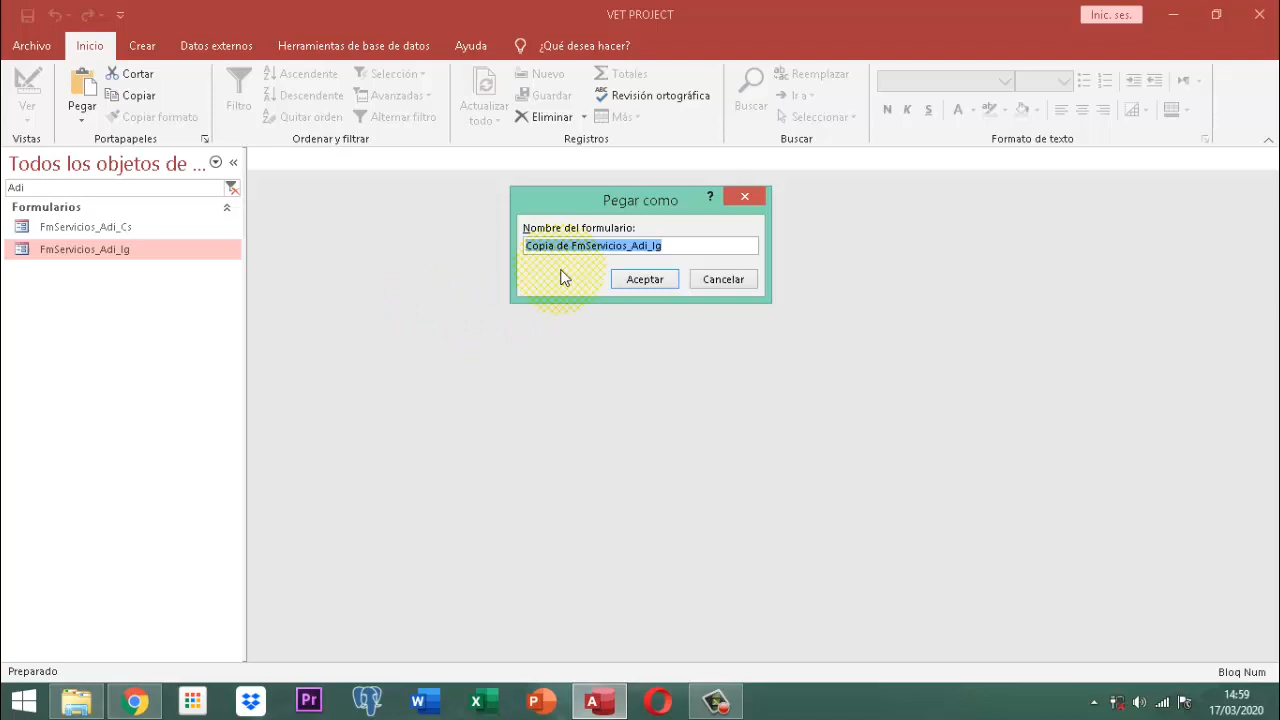 VET PROJECT
Inic. ses.
Archivo
Inicio
Crear
Datos externos
Herramientas de base de datos
Ayuda
¿Qué desea hacer?
Ver
Pegar
Cortar
Copiar
Copiar formato
Filtro
Ascendente
Descendente
Quitar orden
Selección
Avanzadas
Alternar filtro
Actualizar
todo
Nuevo
Guardar
Eliminar
Totales
Revisión ortográfica
Más
Buscar
Reemplazar
Ir a
Seleccionar
N K S A
Vistas
Portapapeles
Ordenar y filtrar
Registros
Buscar
Formato de texto
Todos los objetos de ...
Adi
Formularios
FmServicios_Adi_Cs
FmServicios_Adi_Ig
Pegar como
Nombre del formulario:
Copia de FmServicios_Adi_Ig
Aceptar
Cancelar
Preparado
Bloq Num
Pr
14:59
17/03/2020